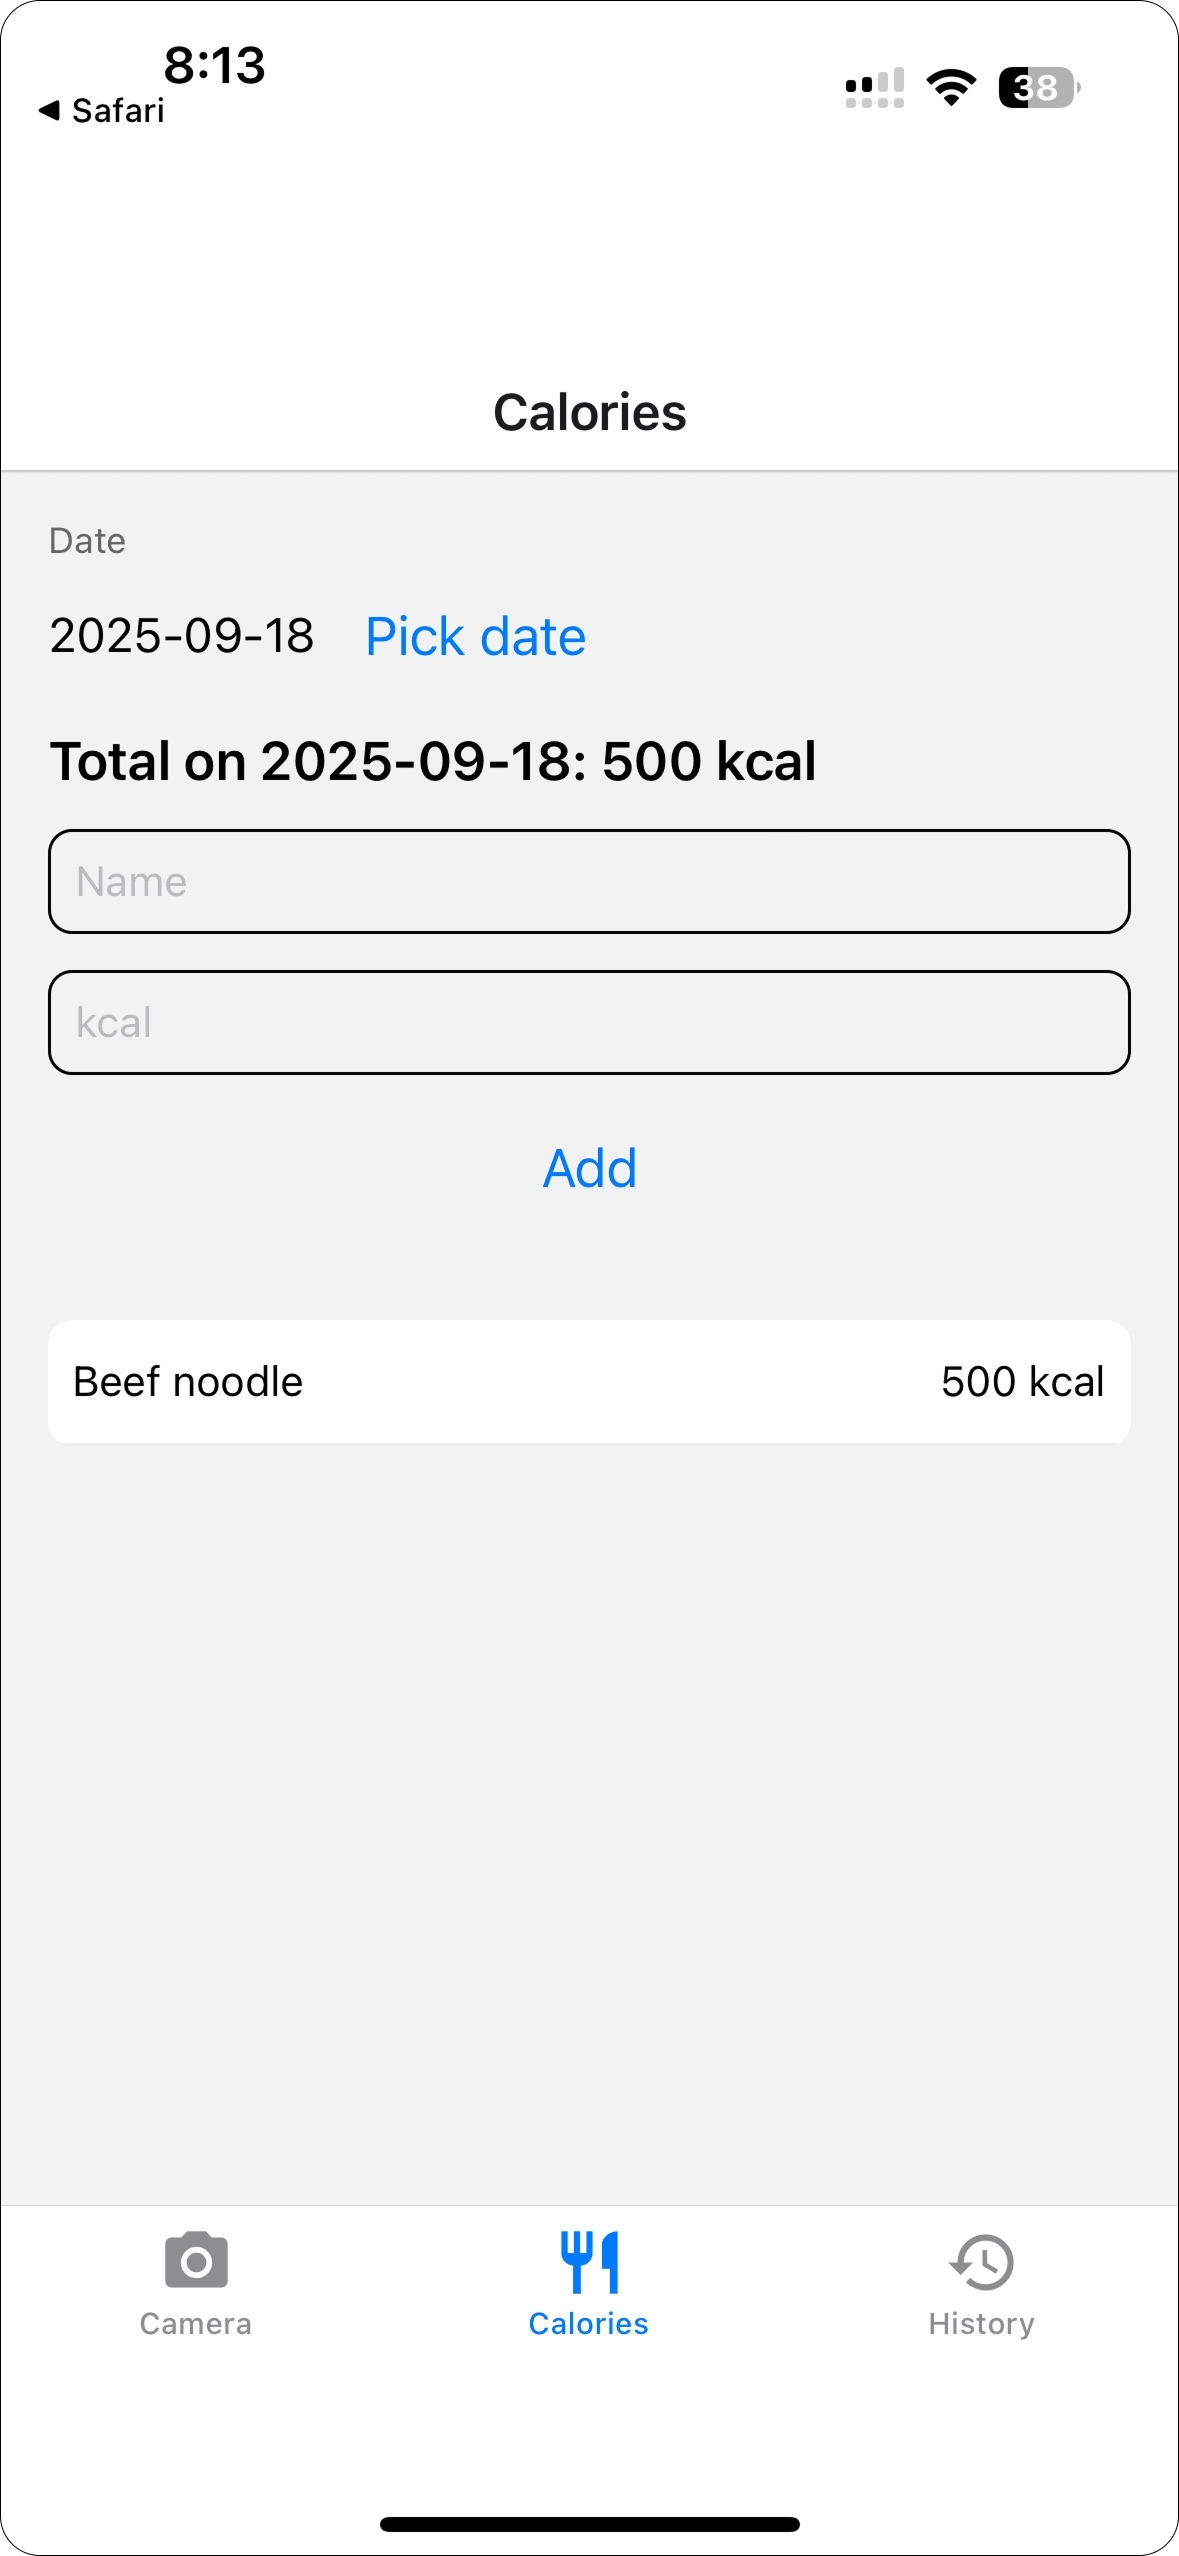 8:13
38
Safari
Calories
Date
2025-09-18 Pick date
Total on 2025-09-18: 500 kcal
Name
kcal
Add
Beef noodle 500 kcal
Camera Calories History